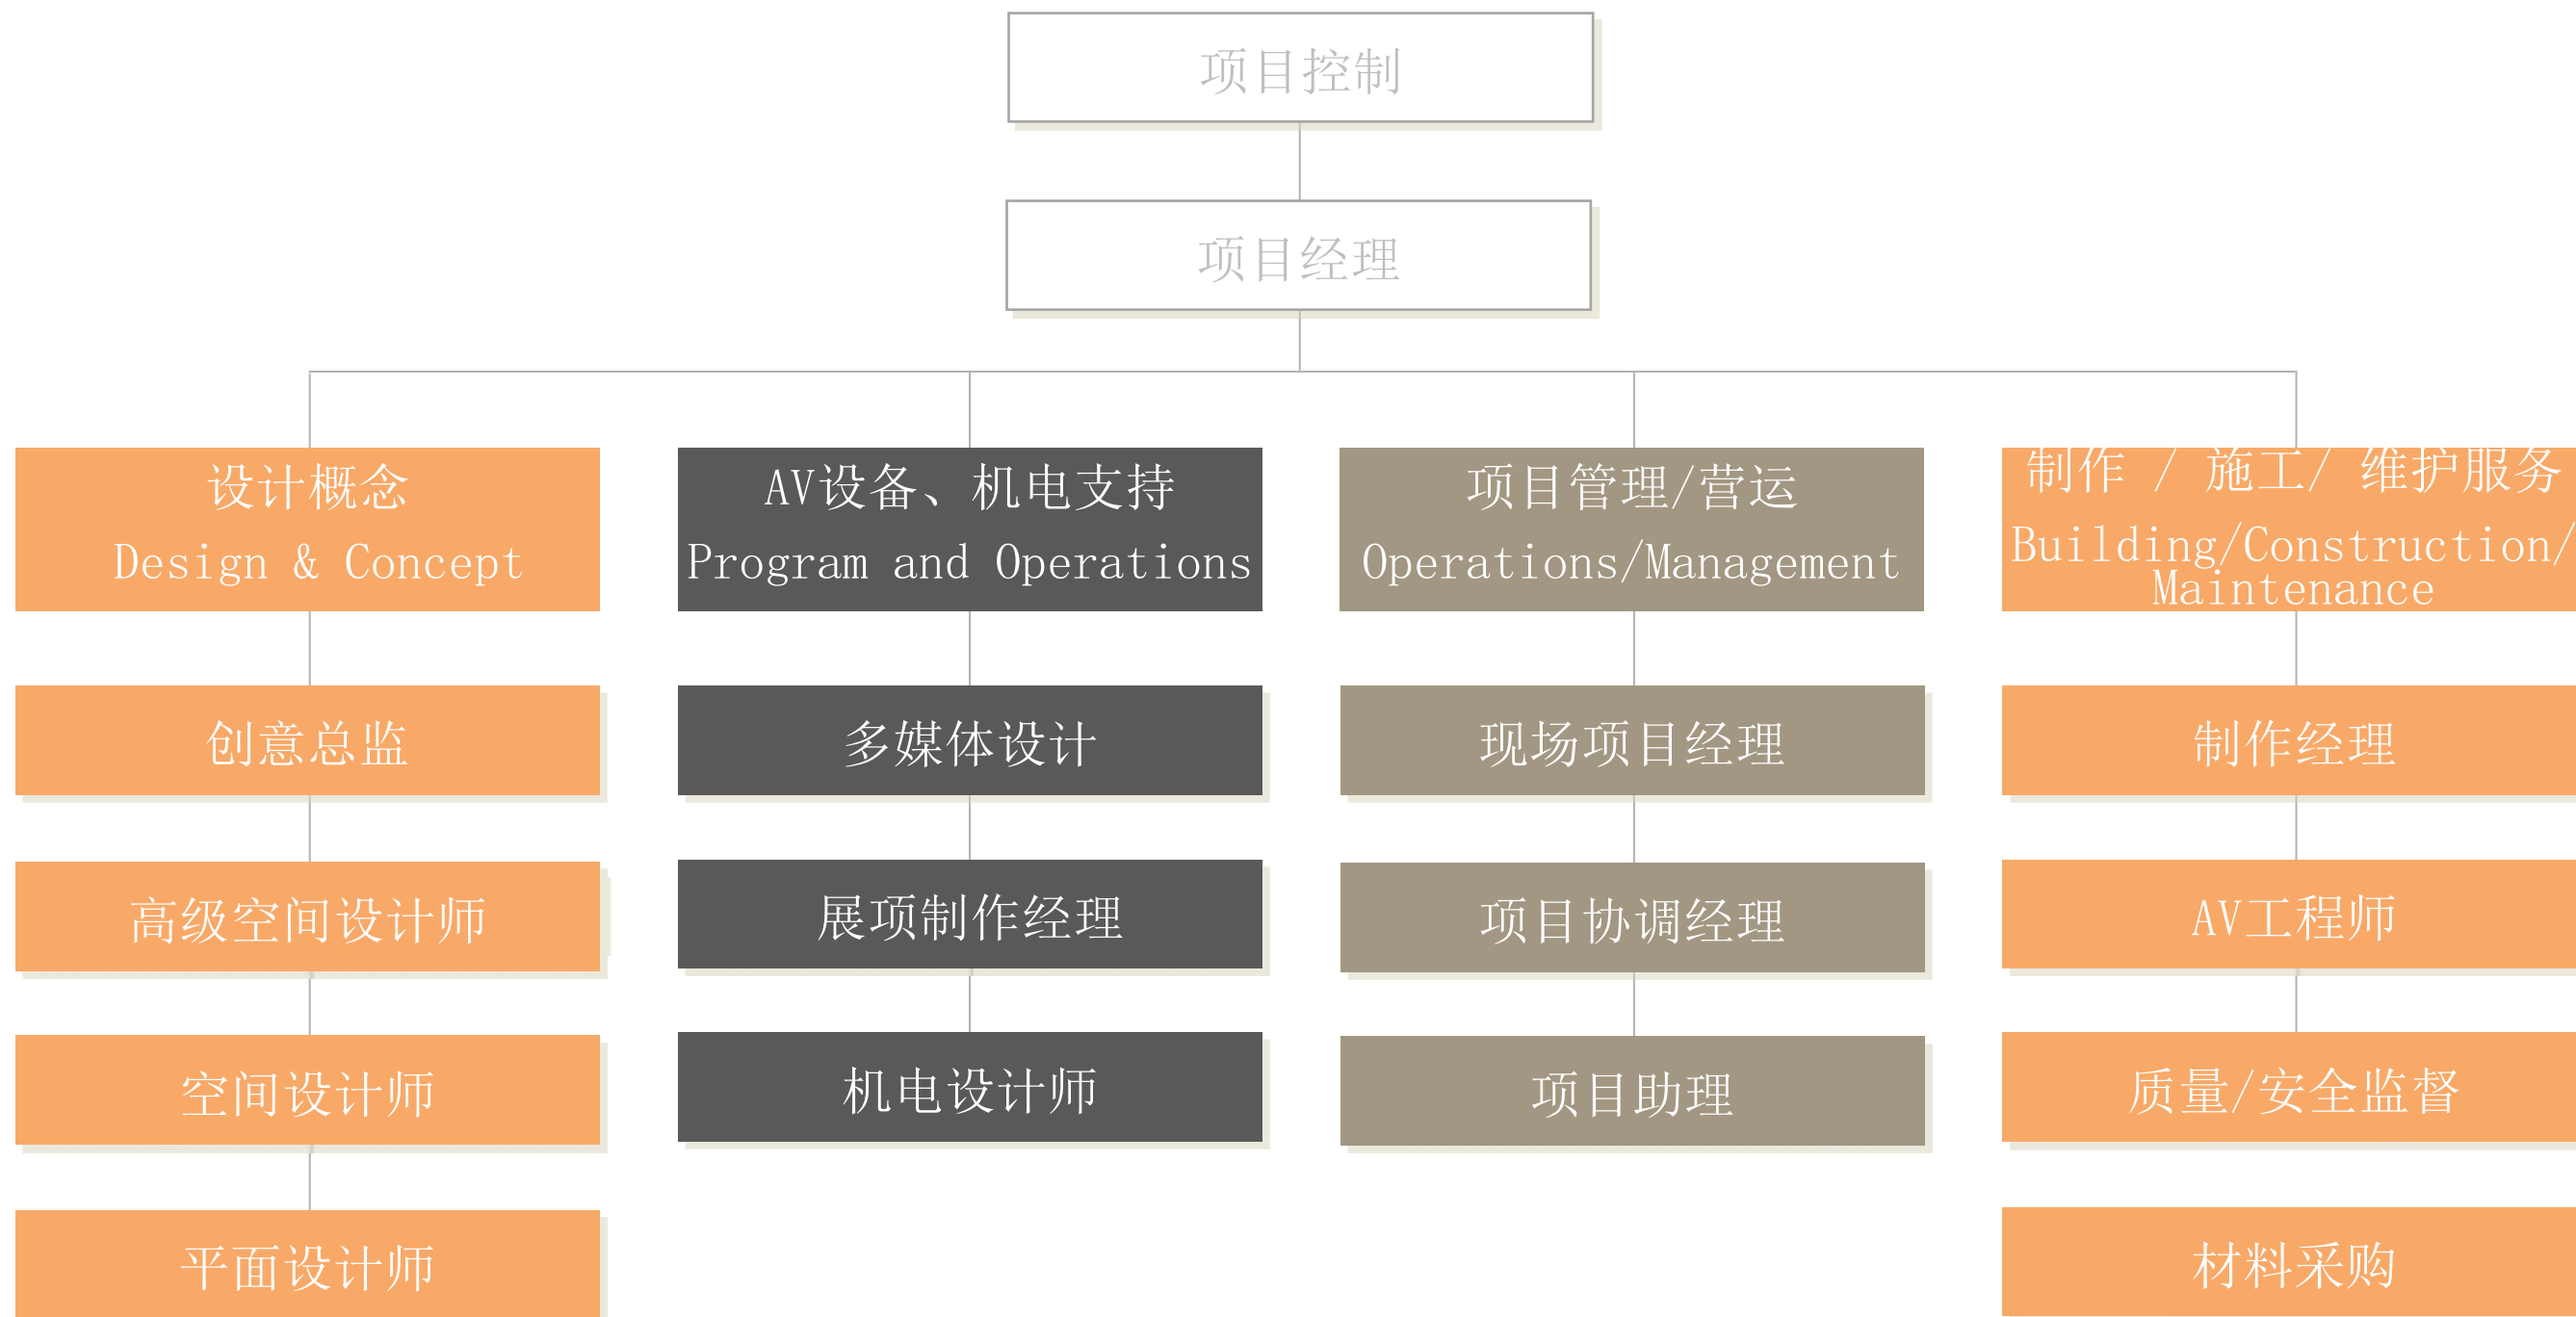 项目控制
项目经理
设计概念
Design & Concept
创意总监
高级空间设计师
空间设计师
平面设计师
AV设备、机电支持
Program and Operations
多媒体设计
展项制作经理
机电设计师
项目管理/营运
Operations/Management
现场项目经理
项目协调经理
项目助理
制作 / 施工/ 维护服务
Building/Construction/
Maintenance
制作经理
AV工程师
质量/安全监督
材料采购